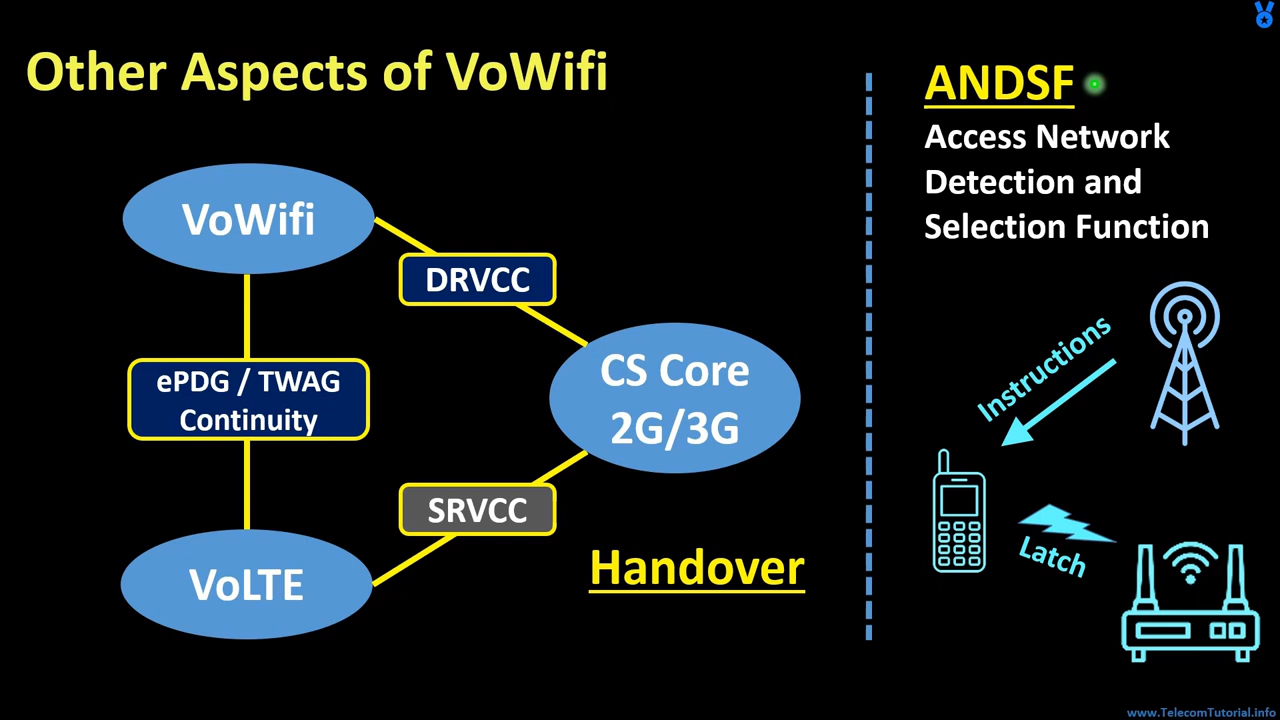 Other Aspects of VoWifi
VoWifi
DRVCC
ePDG / TWAG
Continuity
CS Core
2G/3G
SRVCC
VoLTE
Handover
ANDSF
Access Network
Detection and
Selection Function
Instructions
Latch
www.TelecomTutorial.info